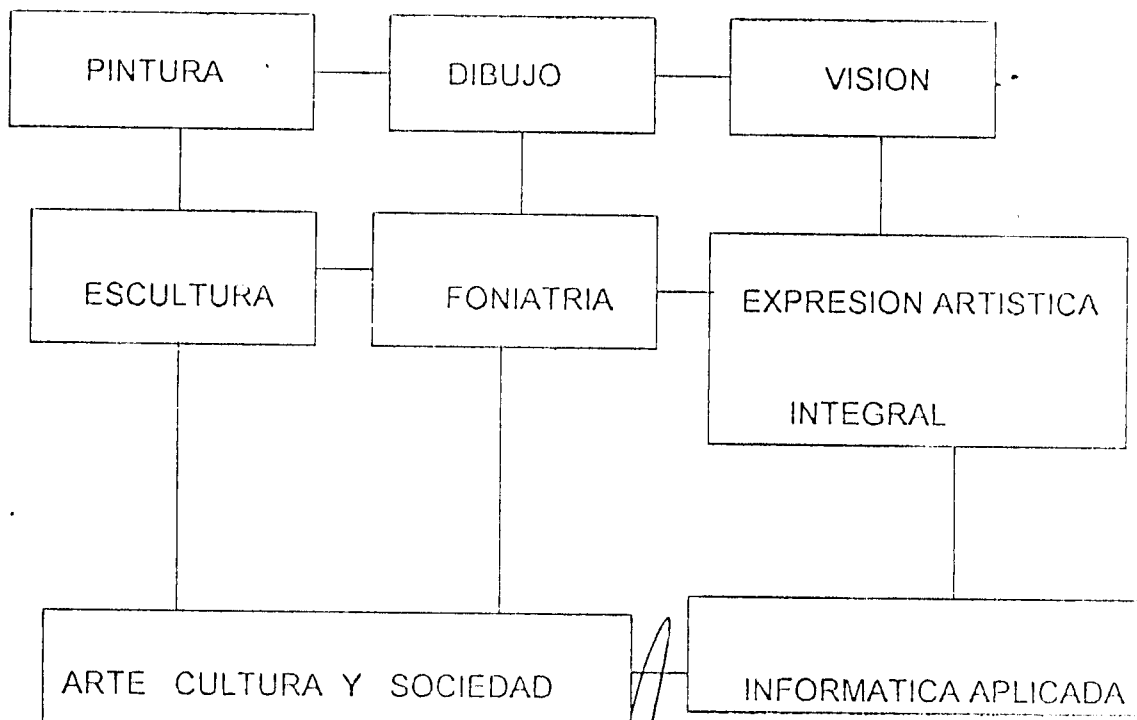 PINTURA
DIBUJO
VISION
ESCULTURA
FONIATRIA
EXPRESION ARTISTICA
INTEGRAL
ARTE CULTURA Y SOCIEDAD
INFORMATICA APLICADA